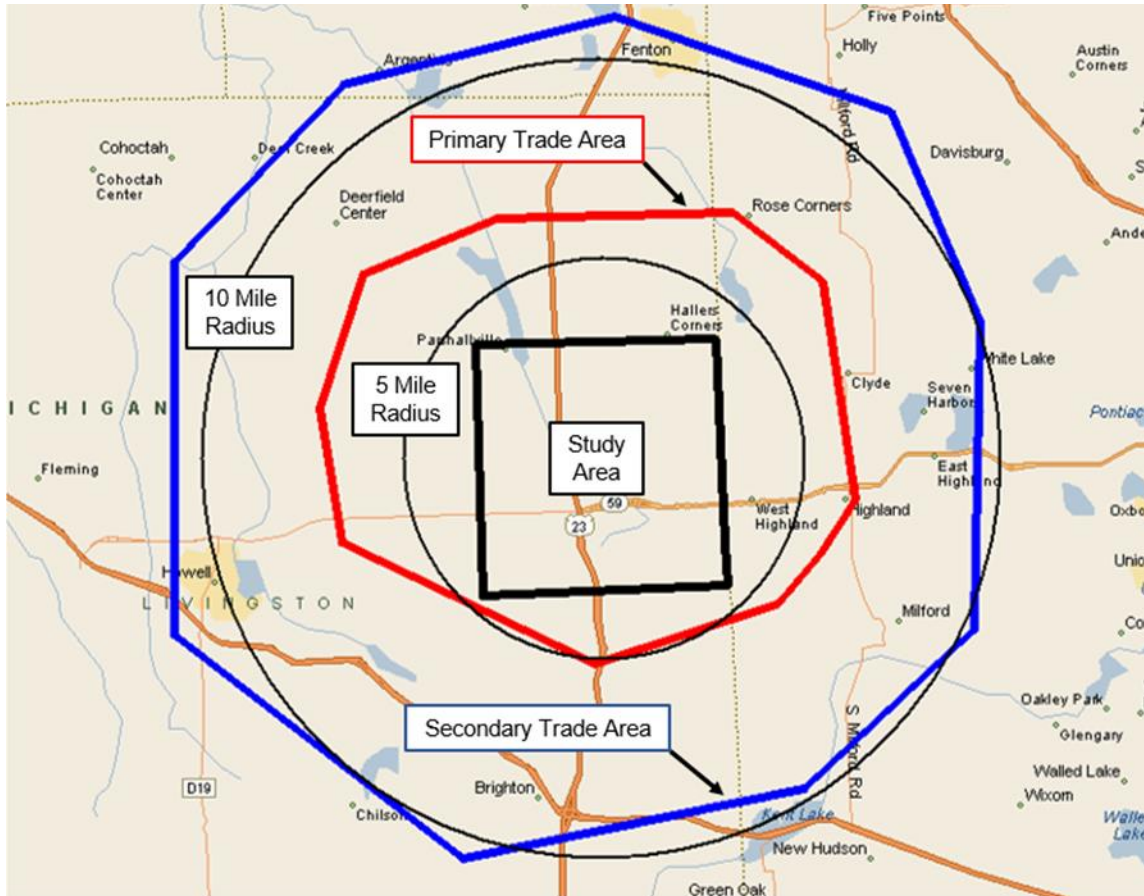 Five Points
Fenton
Holly
Austin
Corners
Argentine
Milford Rd
Primary Trade Area
Cohoctah
Deer Creek
Davisburg
Cohoctah
Center
Deerfield
Center
Rose Corners
10 Mile
Radius
Hallers
Corners
White Lake
5 Mile
Radius
Clyde
Seven
Harbor
ICHIGAN
Study
Area
Fleming
East
Highland
59
West
Highland
Highland
23
Howell
LIVINGSTON
Milford
Oakley Park
Secondary Trade Area
S Milford Rd
Glengary
Walled Lake
D19
Brighton
Wixom
Chilson
Kent Lake
New Hudson
Green Oak